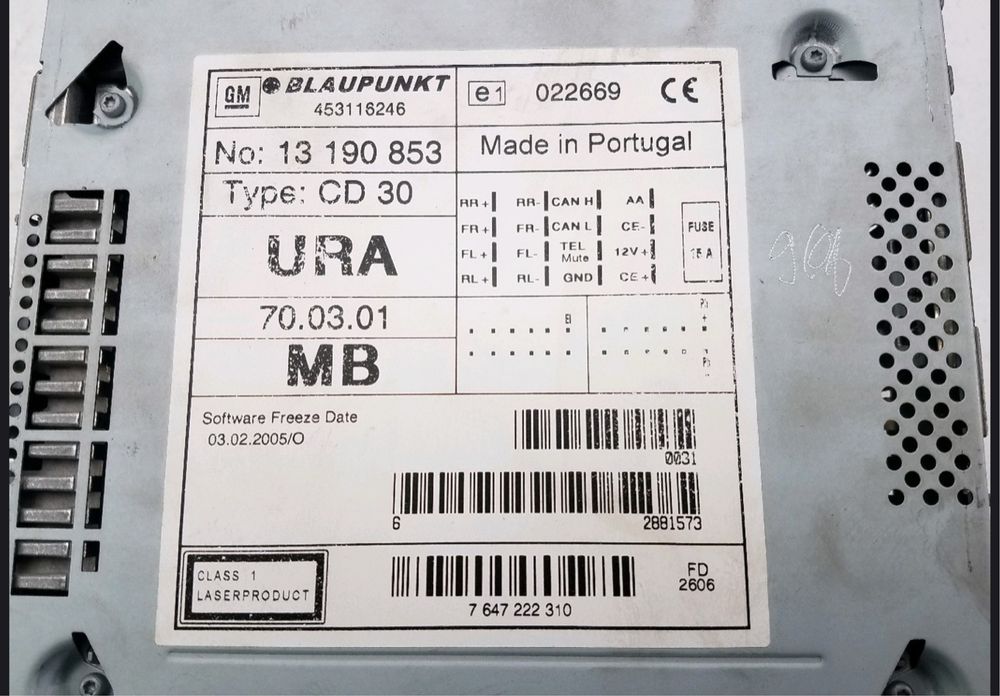 GM BLAUPUNKT
453116246
e1 022669 CE
No: 13 190 853
Made in Portugal
Type: CD 30
URA
70.03.01
MB
RR+ RR- CAN H AA
FR+ FR- CAN L CE-
FL+ FL- TEL Mute 12V+
RL+ RL- GND CE+
FUSE
15 A
Software Freeze Date
03.02.2005/O
0031
6 2881573
CLASS 1
LASERPRODUCT
7 647 222 310
FD
2606